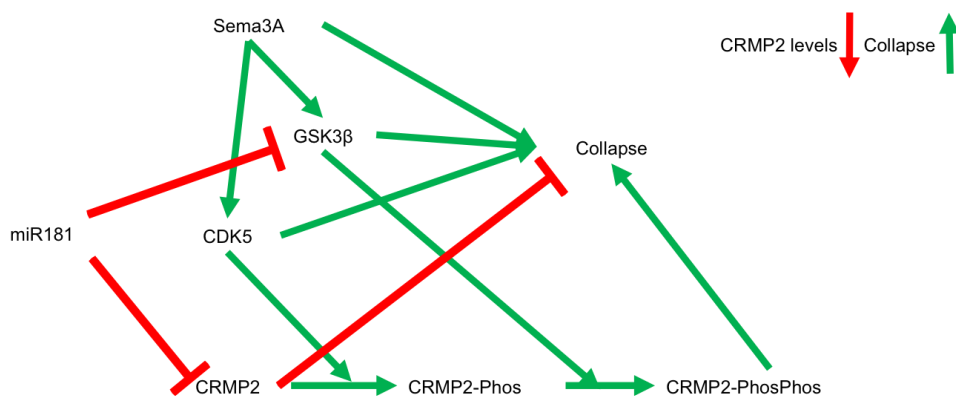 Sema3A
CRMP2 levels
Collapse
GSK3β
Collapse
miR181
CDK5
CRMP2
CRMP2-Phos
CRMP2-PhosPhos